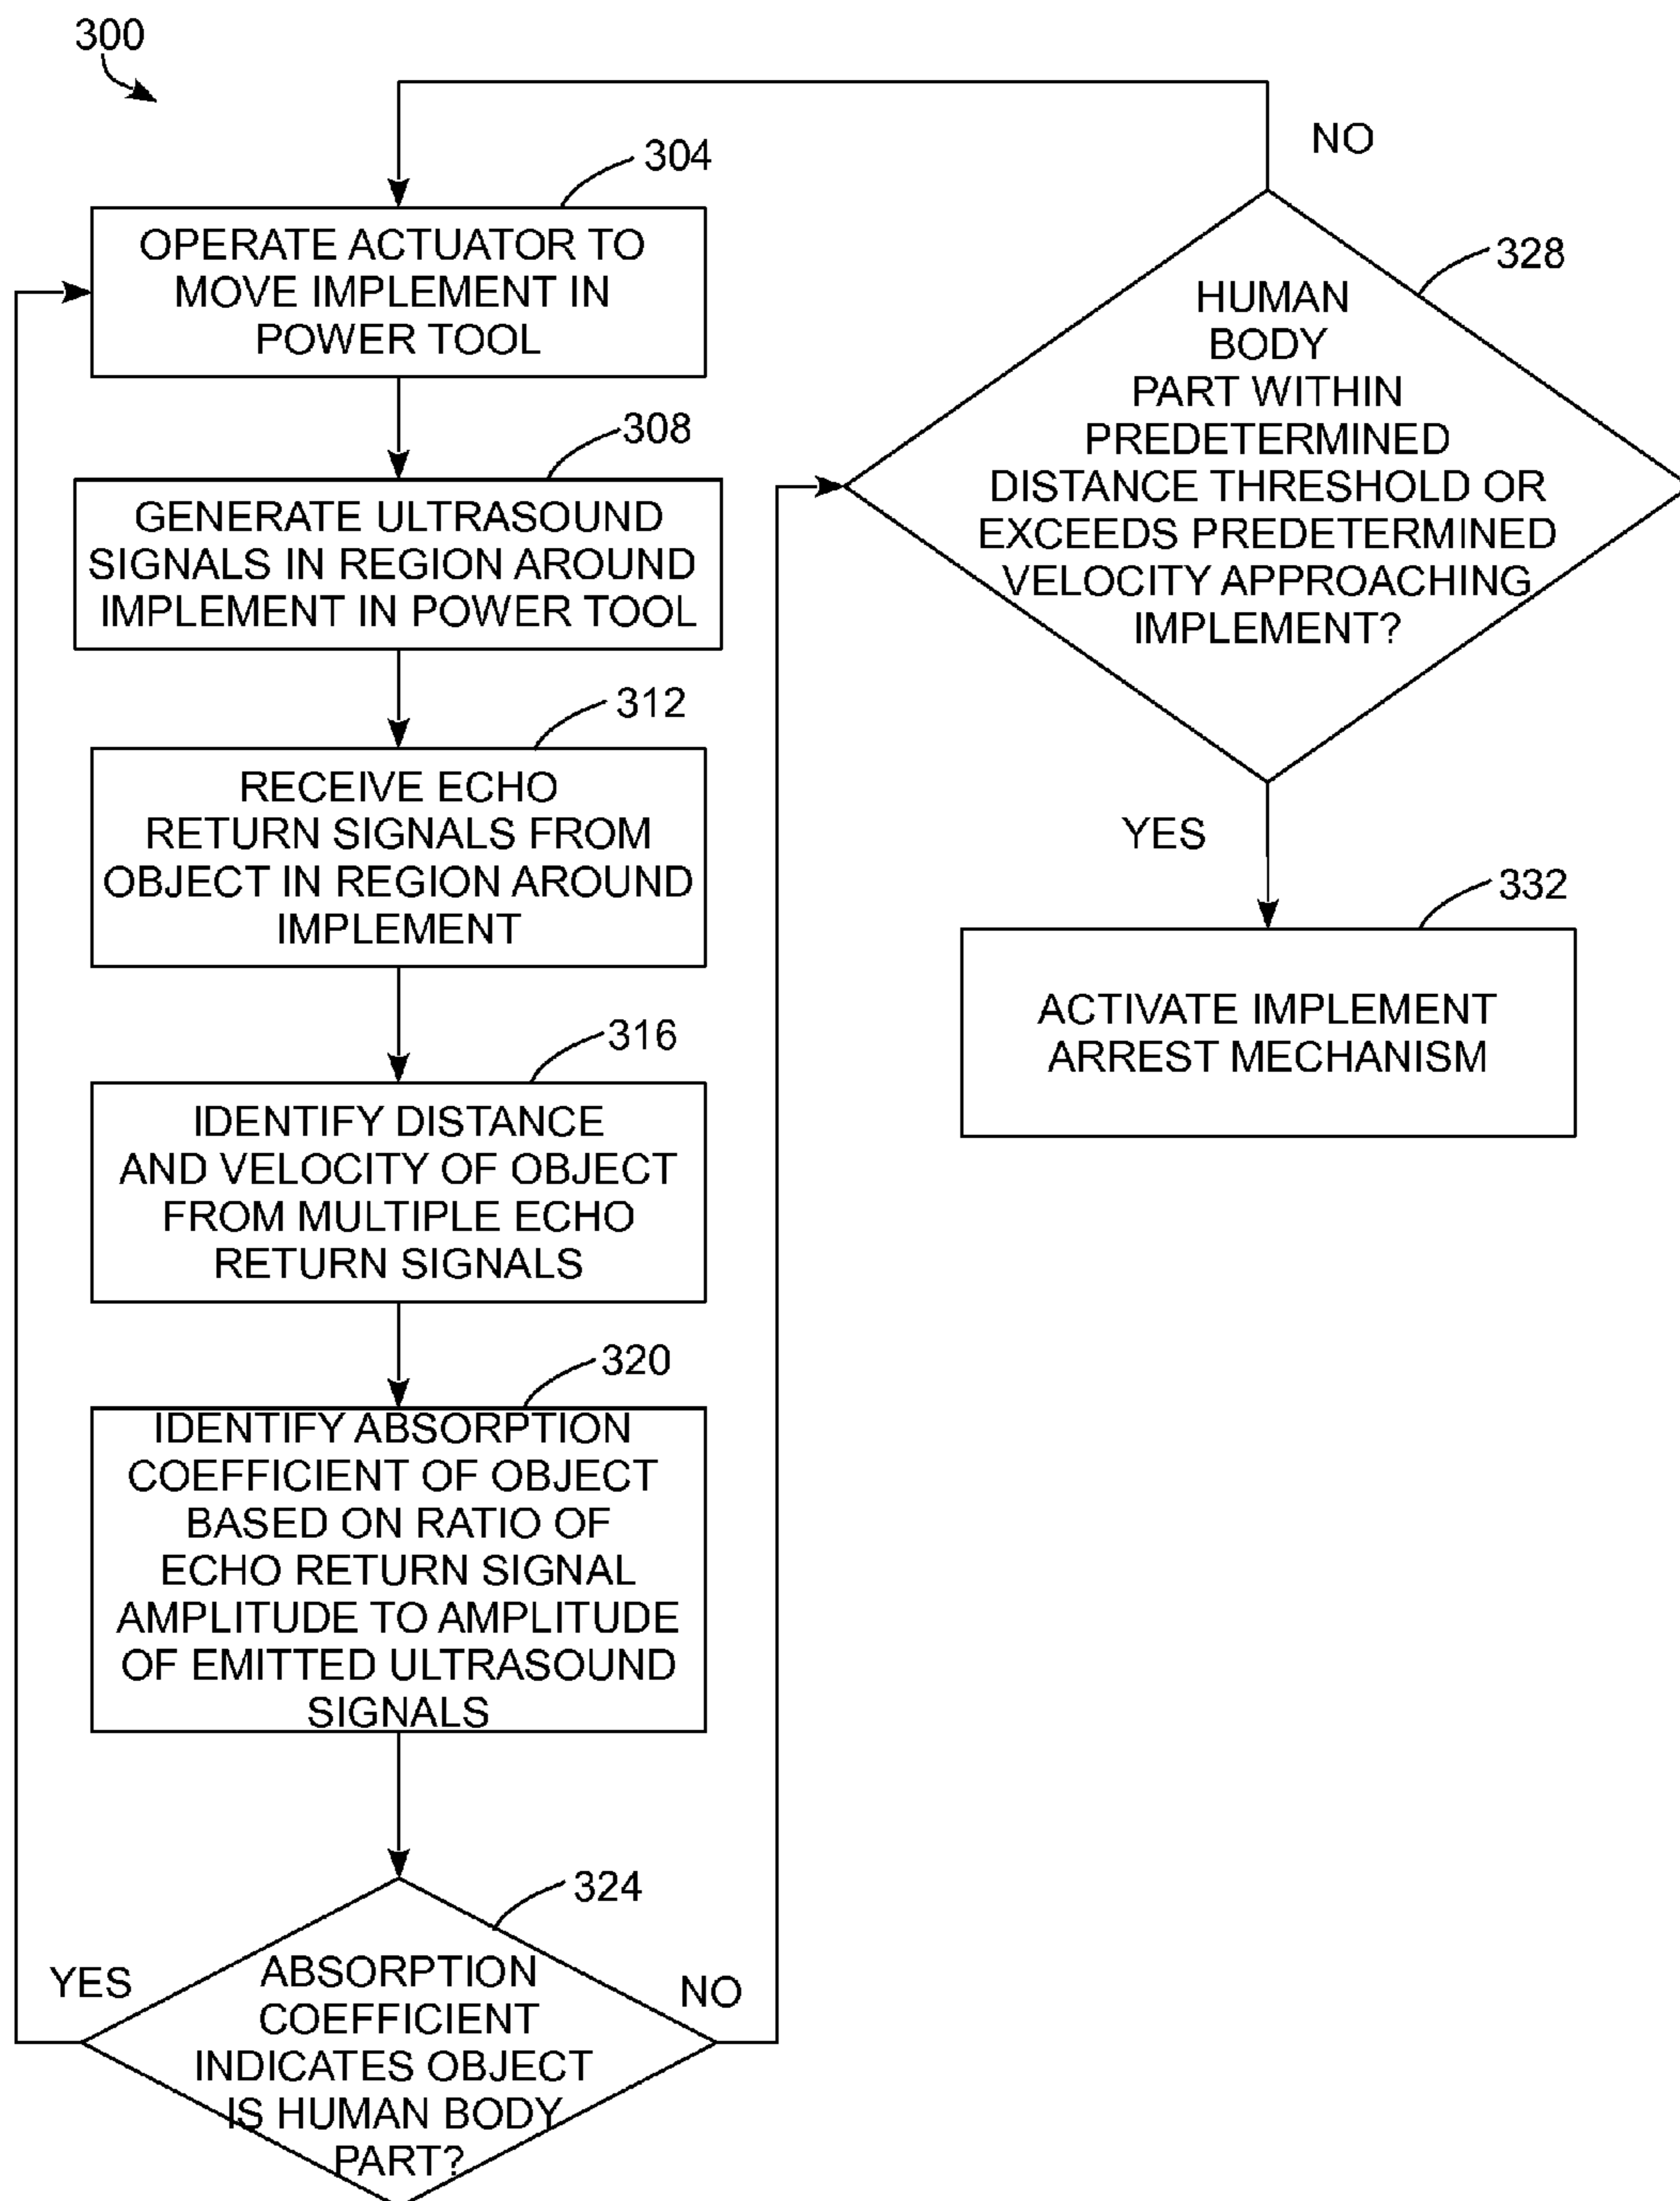 300
304
OPERATE ACTUATOR TO
MOVE IMPLEMENT IN
POWER TOOL
308
GENERATE ULTRASOUND
SIGNALS IN REGION AROUND
IMPLEMENT IN POWER TOOL
312
RECEIVE ECHO
RETURN SIGNALS FROM
OBJECT IN REGION AROUND
IMPLEMENT
316
IDENTIFY DISTANCE
AND VELOCITY OF OBJECT
FROM MULTIPLE ECHO
RETURN SIGNALS
320
IDENTIFY ABSORPTION
COEFFICIENT OF OBJECT
BASED ON RATIO OF
ECHO RETURN SIGNAL
AMPLITUDE TO AMPLITUDE
OF EMITTED ULTRASOUND
SIGNALS
324
YES
NO
ABSORPTION
COEFFICIENT
INDICATES OBJECT
IS HUMAN BODY
PART?
NO
328
HUMAN
BODY
PART WITHIN
PREDETERMINED
DISTANCE THRESHOLD OR
EXCEEDS PREDETERMINED
VELOCITY APPROACHING
IMPLEMENT?
YES
332
ACTIVATE IMPLEMENT
ARREST MECHANISM